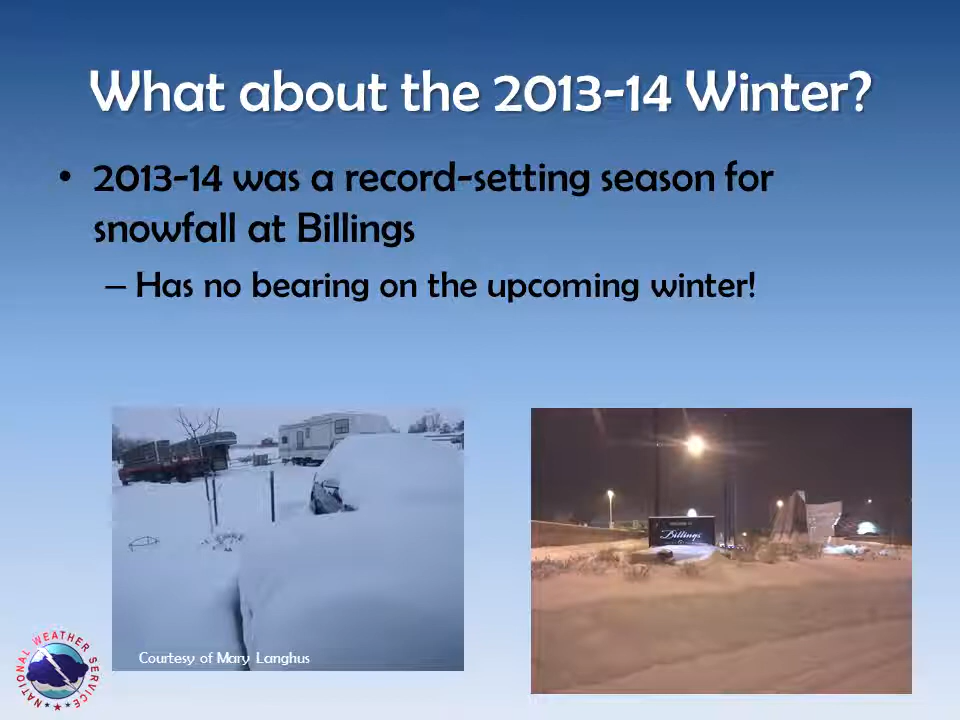 What about the 2013-14 Winter?
• 2013-14 was a record-setting season for
snowfall at Billings
– Has no bearing on the upcoming winter!
Billings
Courtesy of Mary Langhus
NATIONAL WEATHER SERVICE